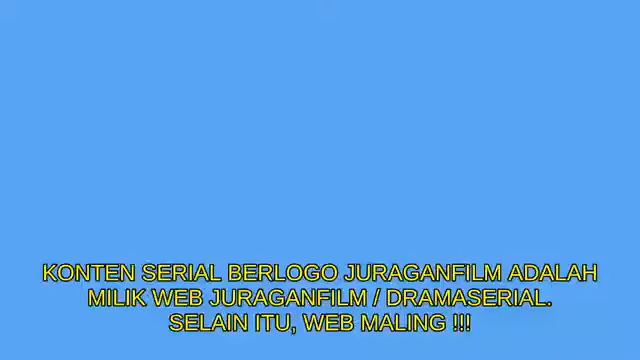 KONTEN SERIAL BERLOGO JURAGANFILM ADALAH
MILIK WEB JURAGANFILM / DRAMASERIAL.
SELAIN ITU, WEB MALING !!!